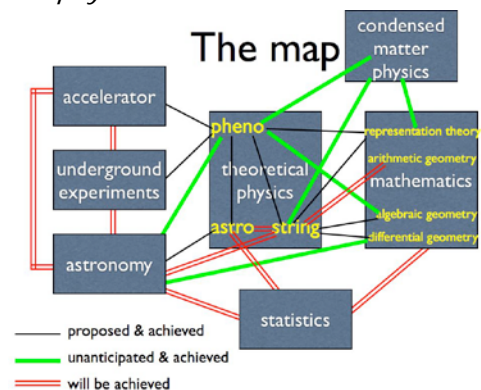 The map
condensed
matter
physics
accelerator
underground
experiments
astronomy
pheno
theoretical
physics
astro
string
representation theory
arithmetic geometry
mathematics
algebraic geometry
differential geometry
statistics
proposed & achieved
unanticipated & achieved
will be achieved